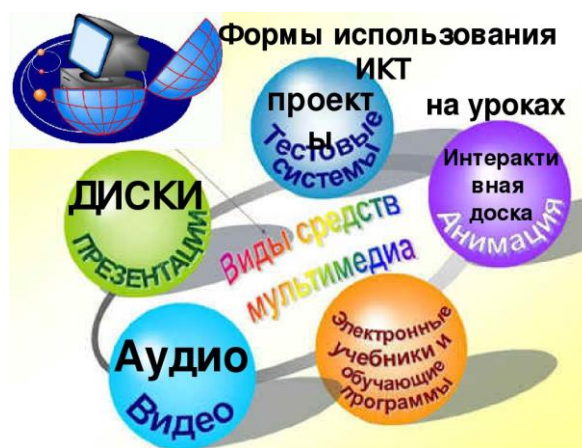 Формы использования
ИКТ
на уроках
проект
ы
Тестовые
системы
Интеракти
вная
доска
Анимация
ДИСКИ
ПРЕЗЕНТАЦИИ
Виды средств
мультимедиа
Аудио
Видео
Электронные
учебники и
обучающие
программы